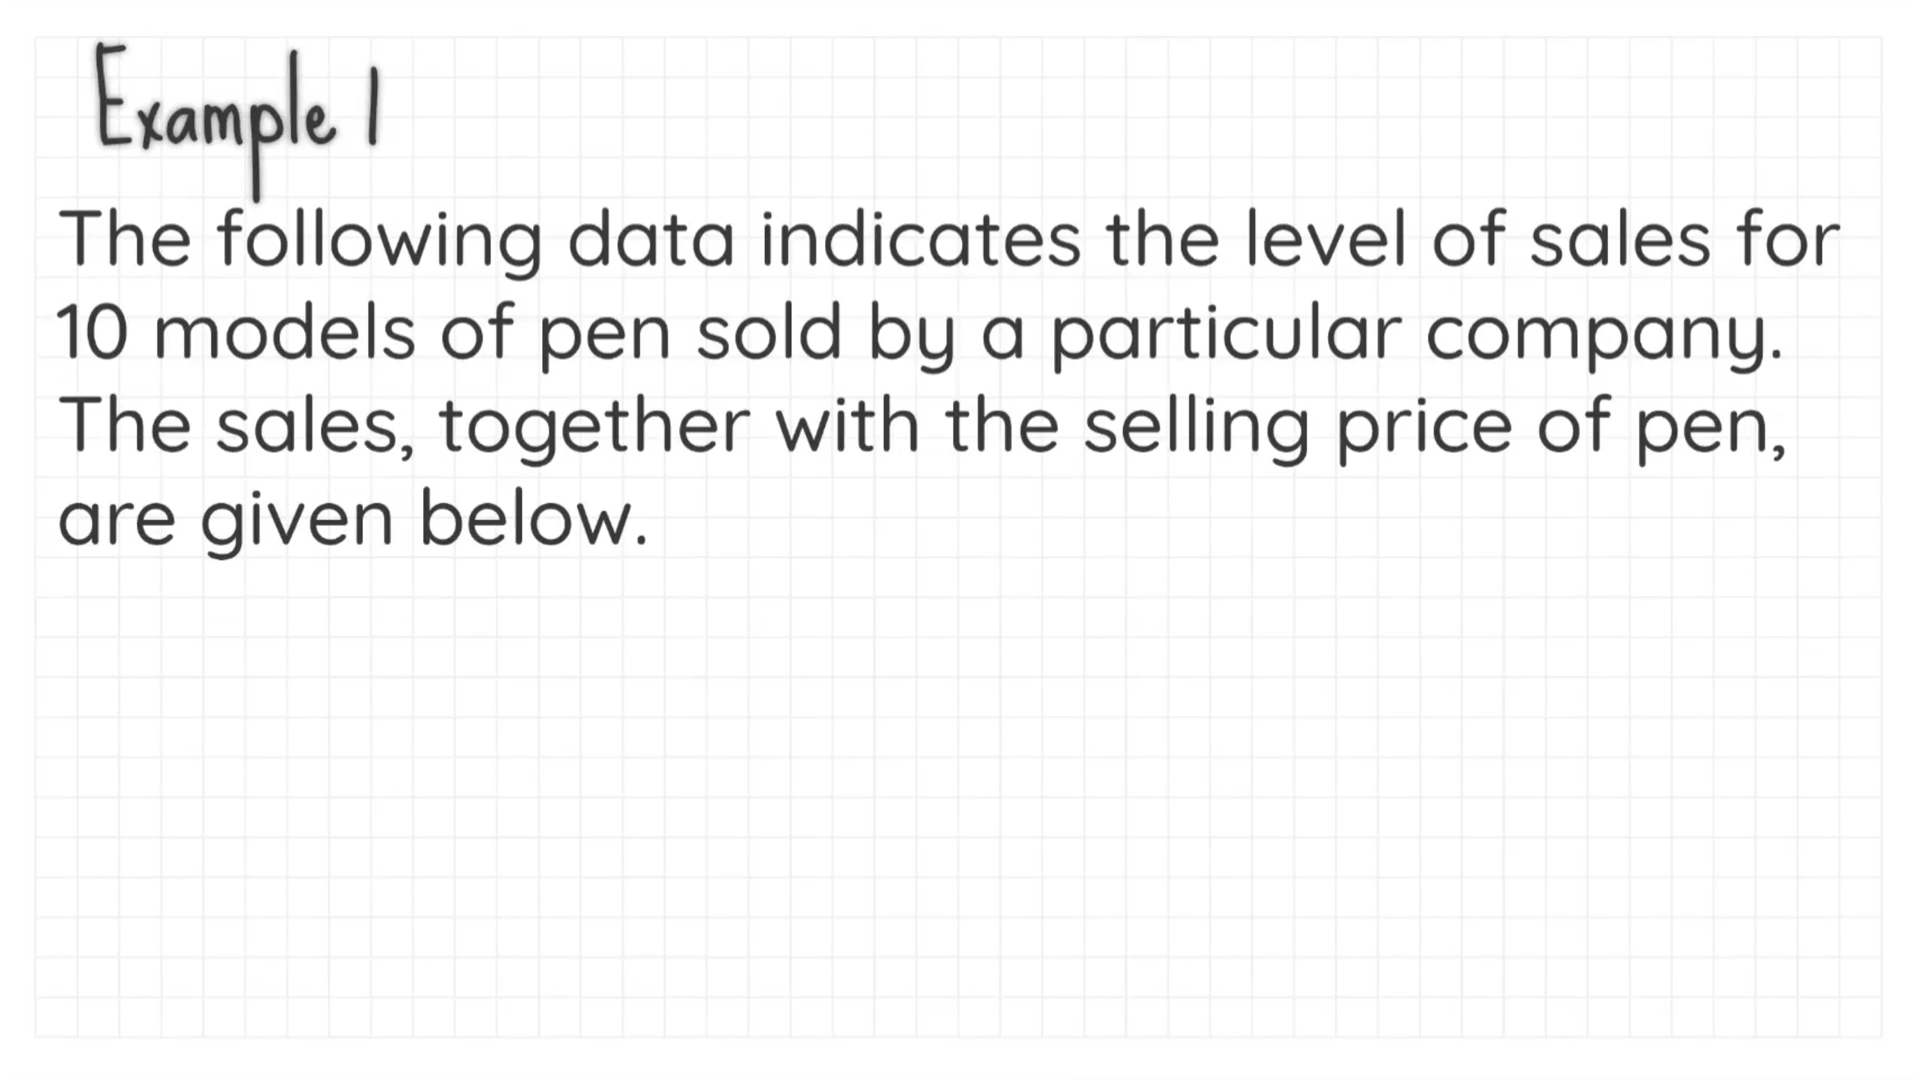 Example 1
The following data indicates the level of sales for
10 models of pen sold by a particular company.
The sales, together with the selling price of pen,
are given below.